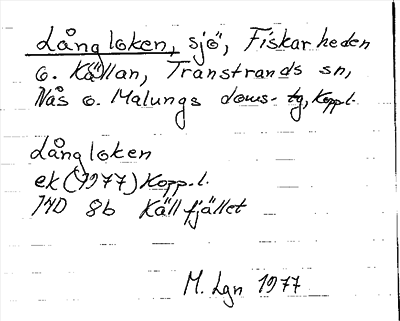 Långloken, sjö, Fiskarheden
o. Källan, Transtrands sn,
Nås o. Malungs doms- tg, Kopp.l.
Långloken
ek (1977) Kopp.l.
14D 8b Källfjället
M. Lgn 1977